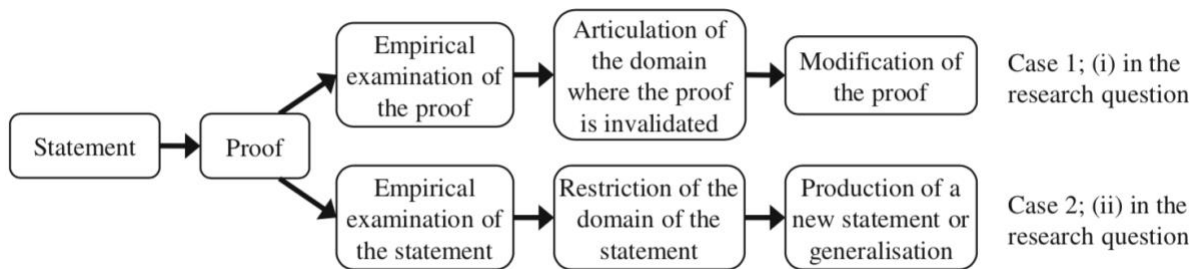 Statement
Proof
Empirical
examination of
the proof
Articulation of
the domain
where the proof
is invalidated
Modification of
the proof
Case 1; (i) in the
research question
Empirical
examination of
the statement
Restriction of the
domain of the
statement
Production of a
new statement or
generalisation
Case 2; (ii) in the
research question